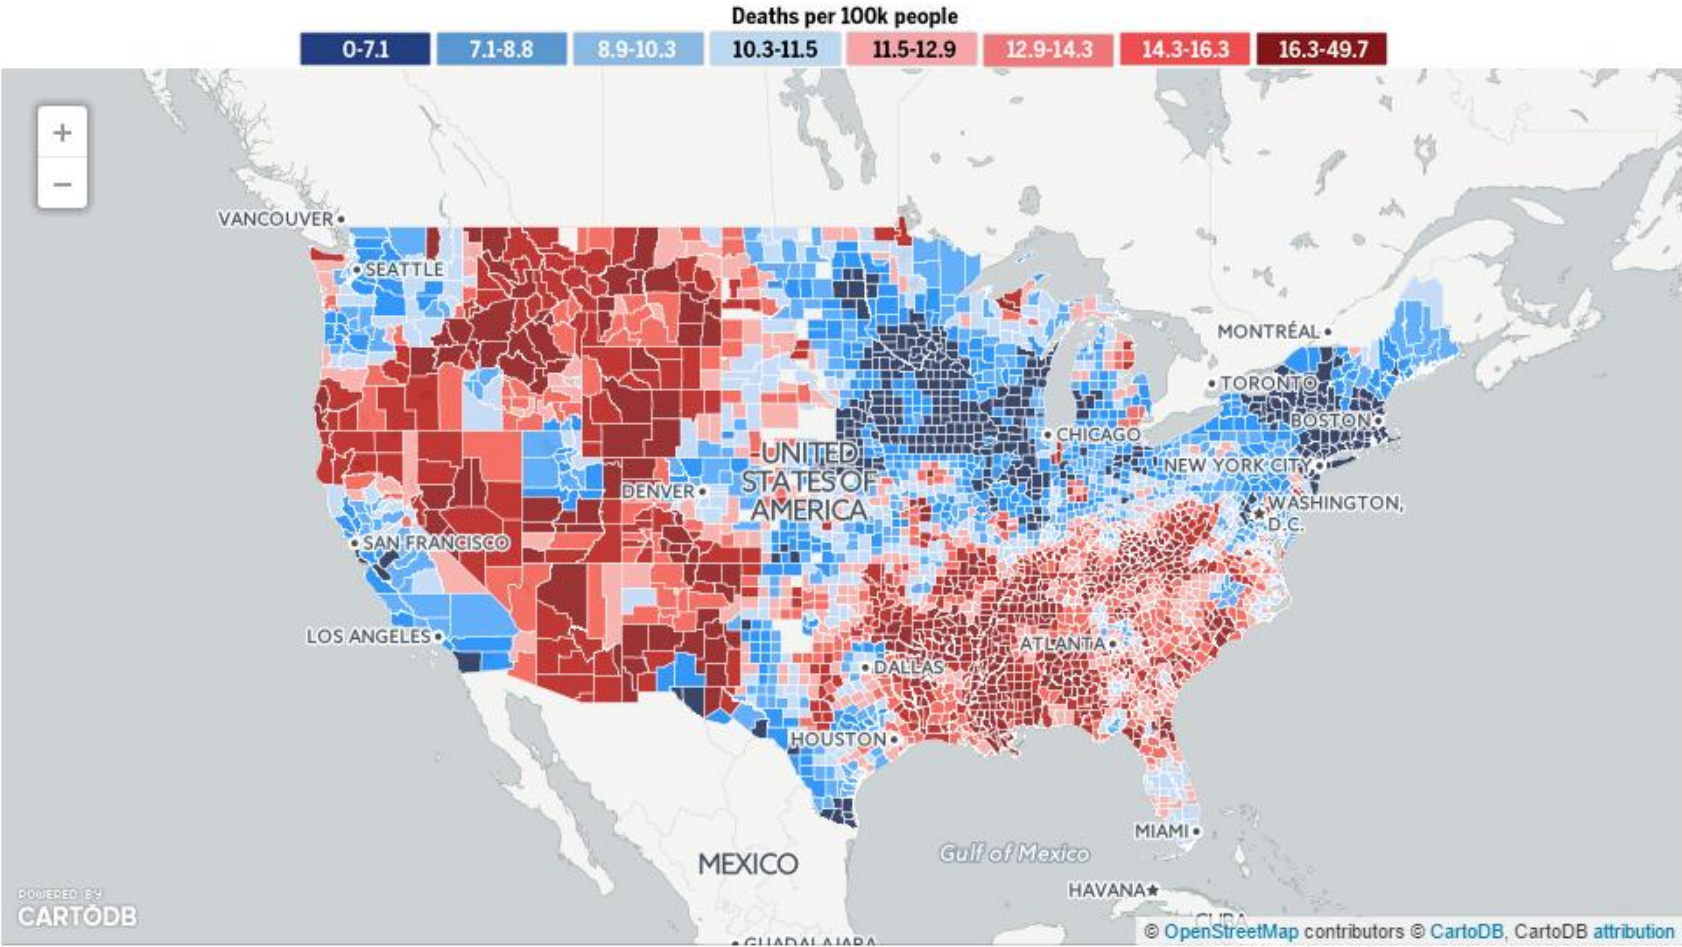 Deaths per 100k people
0-7.1
7.1-8.8
8.9-10.3
10.3-11.5
11.5-12.9
12.9-14.3
14.3-16.3
16.3-49.7
+
−
VANCOUVER
SEATTLE
MONTRÉAL
TORONTO
BOSTON
CHICAGO
NEW YORK CITY
UNITED
STATES OF
AMERICA
DENVER
WASHINGTON,
D.C.
SAN FRANCISCO
LOS ANGELES
ATLANTA
DALLAS
HOUSTON
MIAMI
MEXICO
Gulf of Mexico
HAVANA
CUBA
POWERED BY
CARTODB
GUADALAJARA
© OpenStreetMap contributors © CartoDB, CartoDB attribution